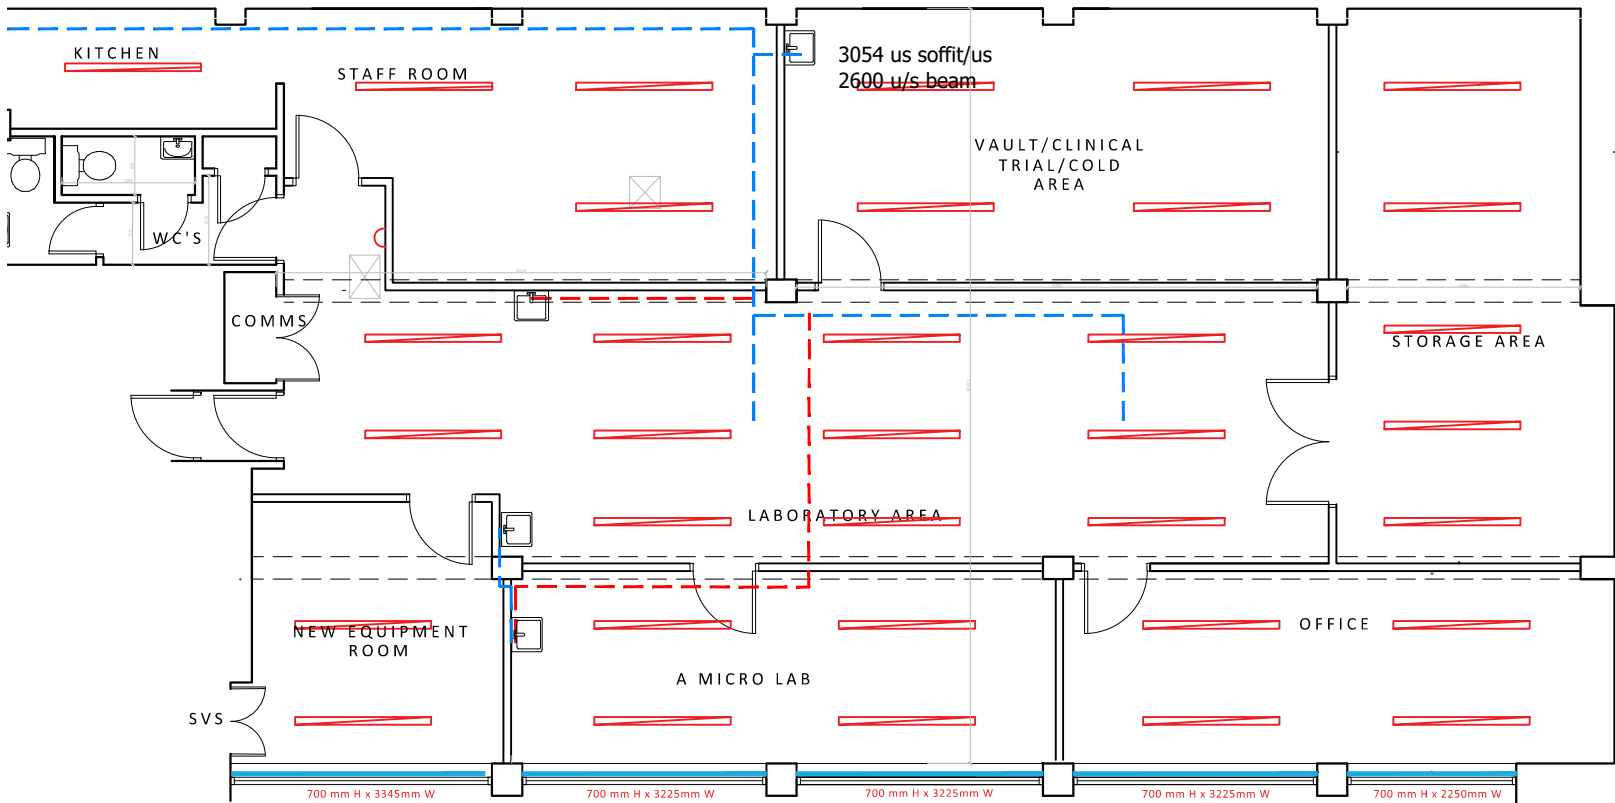 KITCHEN
STAFF ROOM
3054 us soffit/us
2600 u/s beam
VAULT/CLINICAL
TRIAL/COLD
AREA
WC'S
COMMS
STORAGE AREA
LABORATORY AREA
NEW EQUIPMENT
ROOM
OFFICE
A MICRO LAB
SVS
700 mm H x 3345mm W
700 mm H x 3225mm W
700 mm H x 3225mm W
700 mm H x 3225mm W
700 mm H x 2250mm W